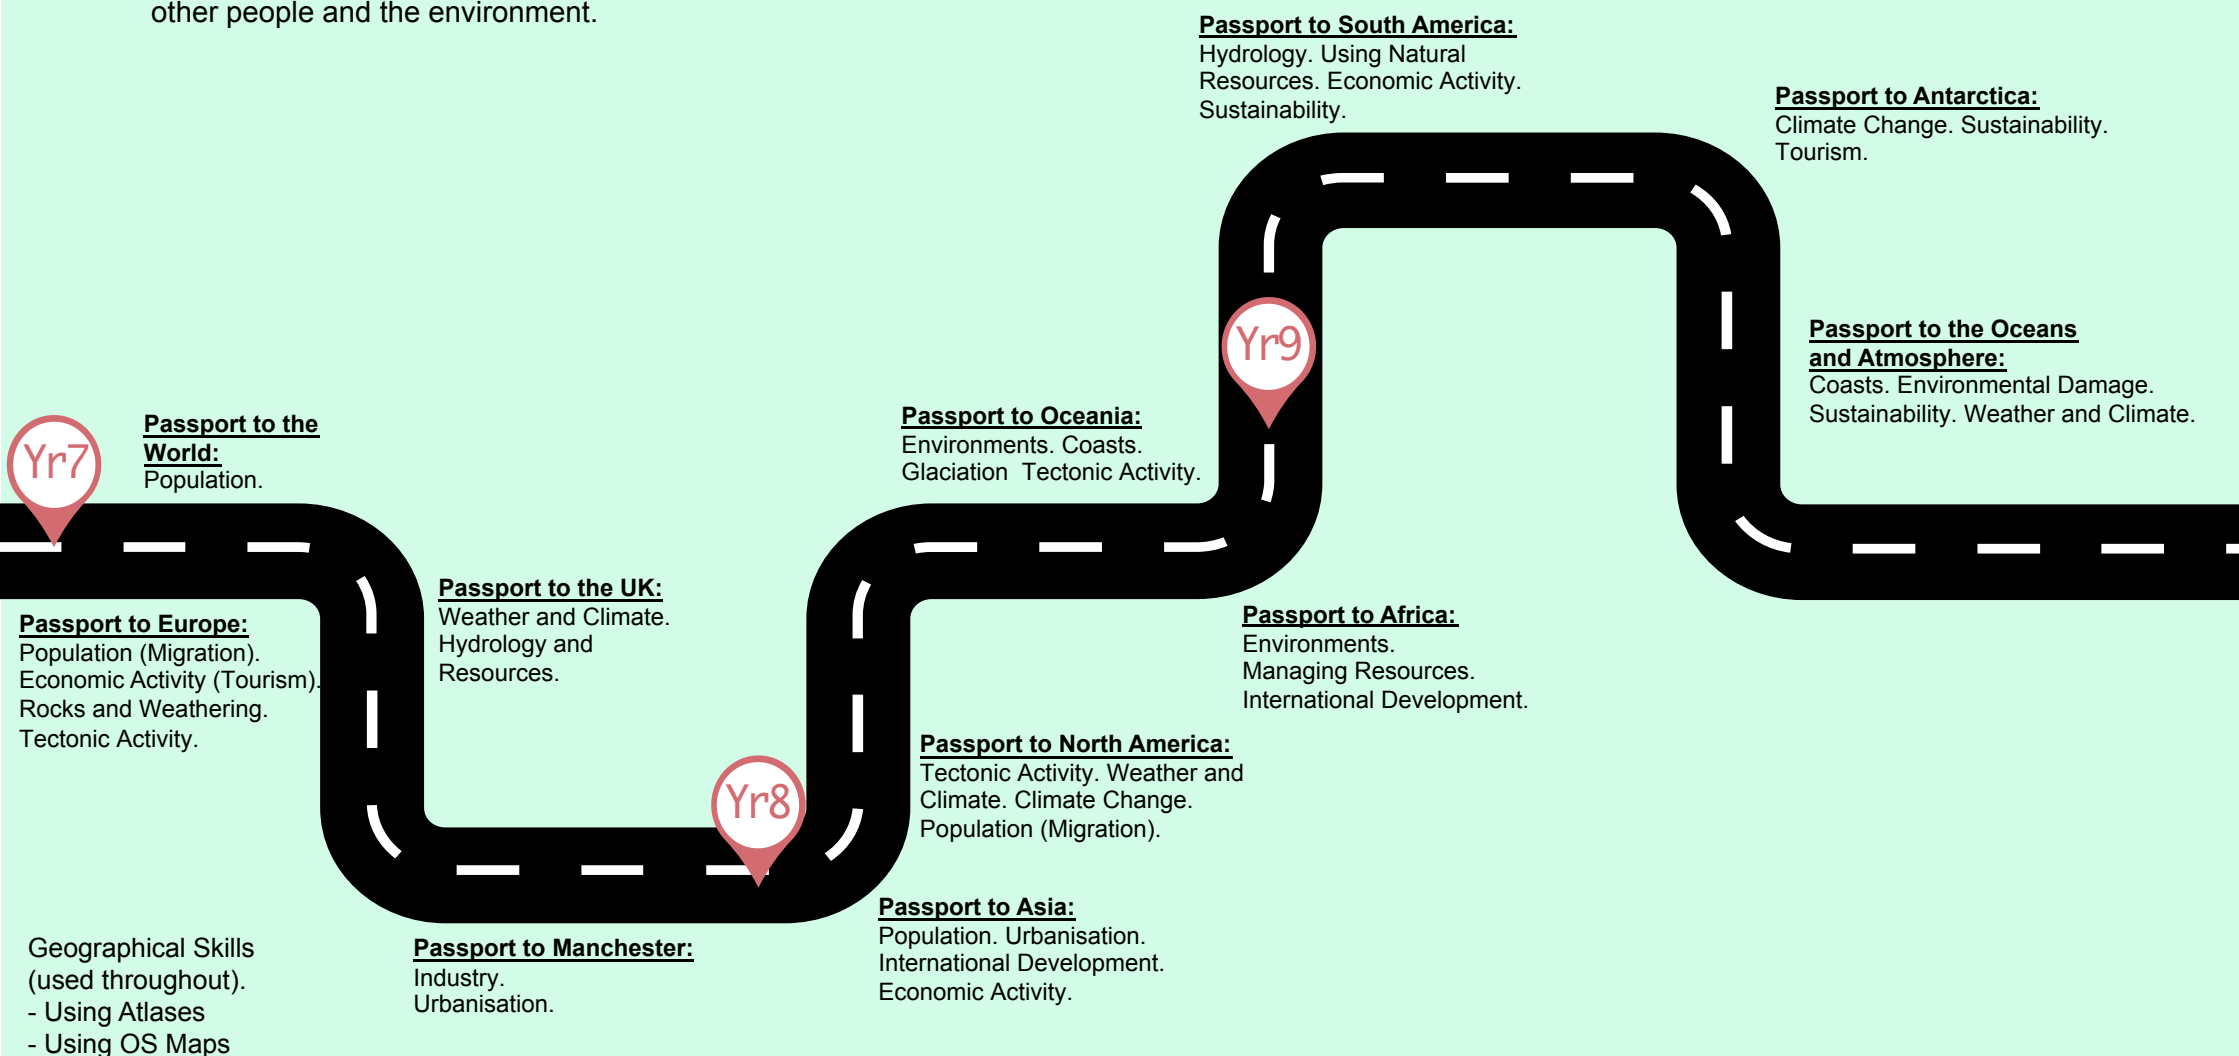 other people and the environment.
Passport to South America:
Hydrology. Using Natural
Resources. Economic Activity.
Sustainability.
Passport to Antarctica:
Climate Change. Sustainability.
Tourism.
Yr9
Passport to the Oceans
and Atmosphere:
Coasts. Environmental Damage.
Sustainability. Weather and Climate.
Yr7
Passport to the
World:
Population.
Passport to Oceania:
Environments. Coasts.
Glaciation  Tectonic Activity.
Passport to Europe:
Population (Migration).
Economic Activity (Tourism).
Rocks and Weathering.
Tectonic Activity.
Passport to the UK:
Weather and Climate.
Hydrology and
Resources.
Passport to Africa:
Environments.
Managing Resources.
International Development.
Yr8
Passport to North America:
Tectonic Activity. Weather and
Climate. Climate Change.
Population (Migration).
Passport to Asia:
Population. Urbanisation.
International Development.
Economic Activity.
Passport to Manchester:
Industry.
Urbanisation.
Geographical Skills
(used throughout).
- Using Atlases
- Using OS Maps